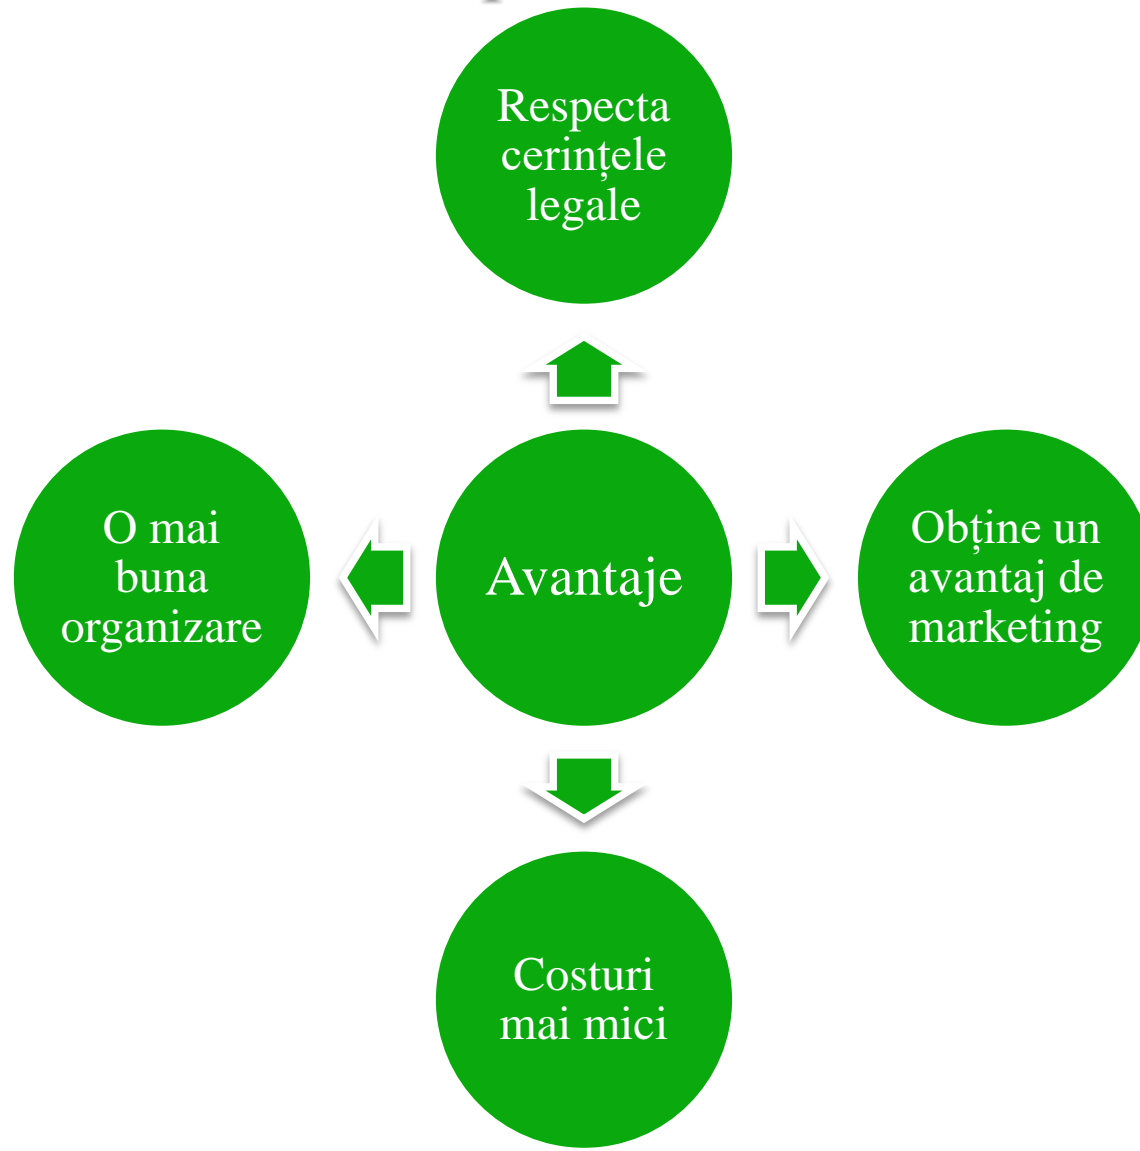 Respecta
cerințele
legale
O mai
buna
organizare
Avantaje
Obține un
avantaj de
marketing
Costuri
mai mici